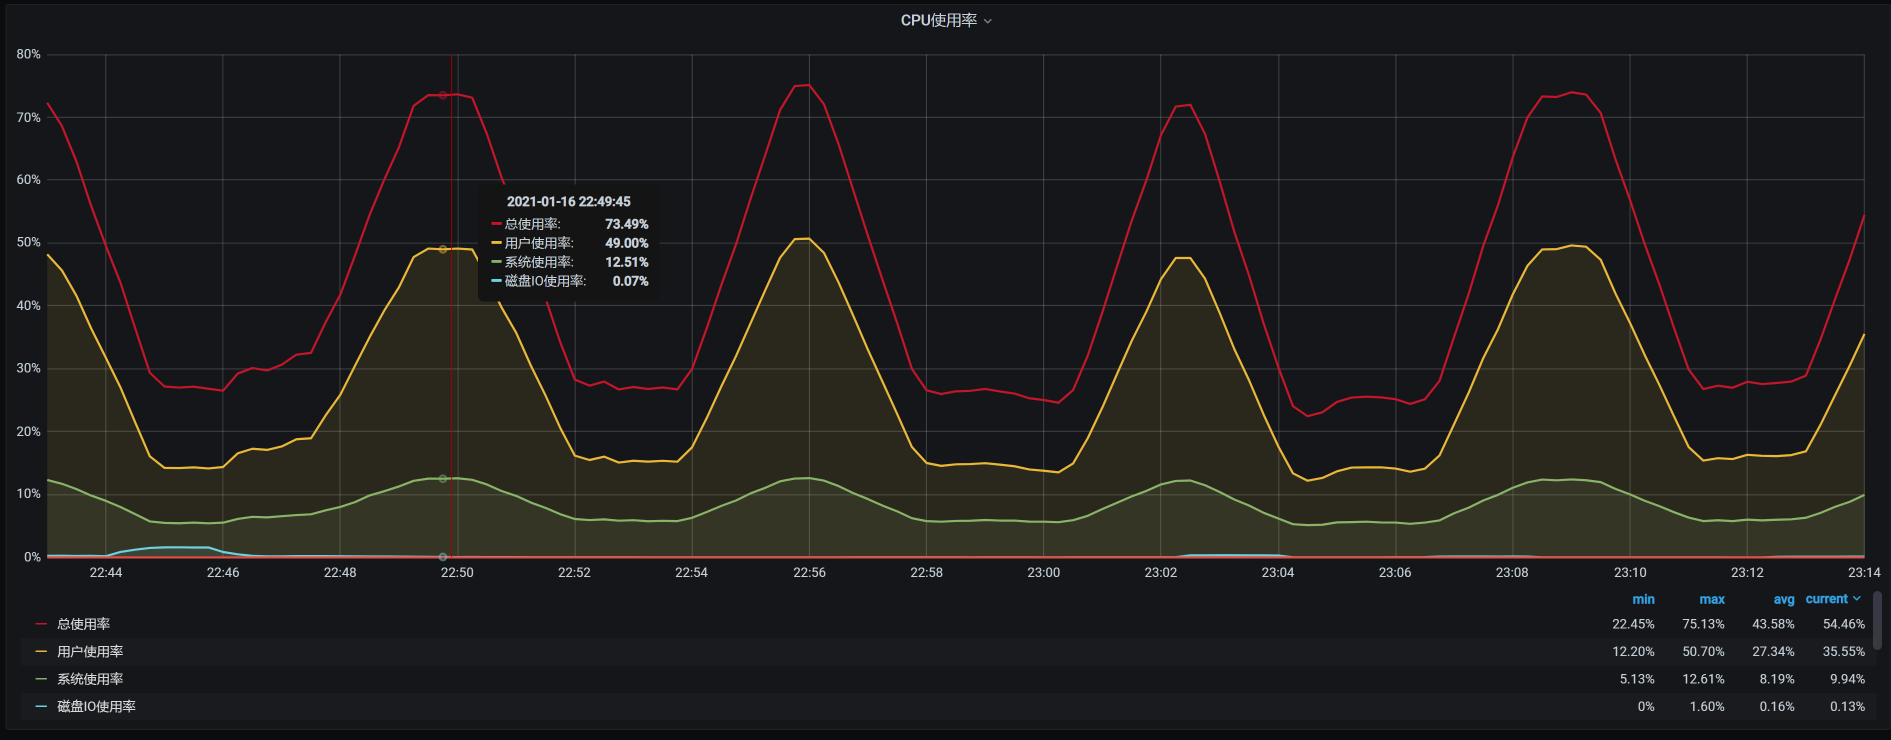 CPU使用率
80%
70%
60%
50%
40%
30%
20%
10%
0%
2021-01-16 22:49:45
总使用率: 73.49%
用户使用率: 49.00%
系统使用率: 12.51%
磁盘IO使用率: 0.07%
22:44 22:46 22:48 22:50 22:52 22:54 22:56 22:58 23:00 23:02 23:04 23:06 23:08 23:10 23:12 23:14
min max avg current
总使用率 22.45% 75.13% 43.58% 54.46%
用户使用率 12.20% 50.70% 27.34% 35.55%
系统使用率 5.13% 12.61% 8.19% 9.94%
磁盘IO使用率 0% 1.60% 0.16% 0.13%